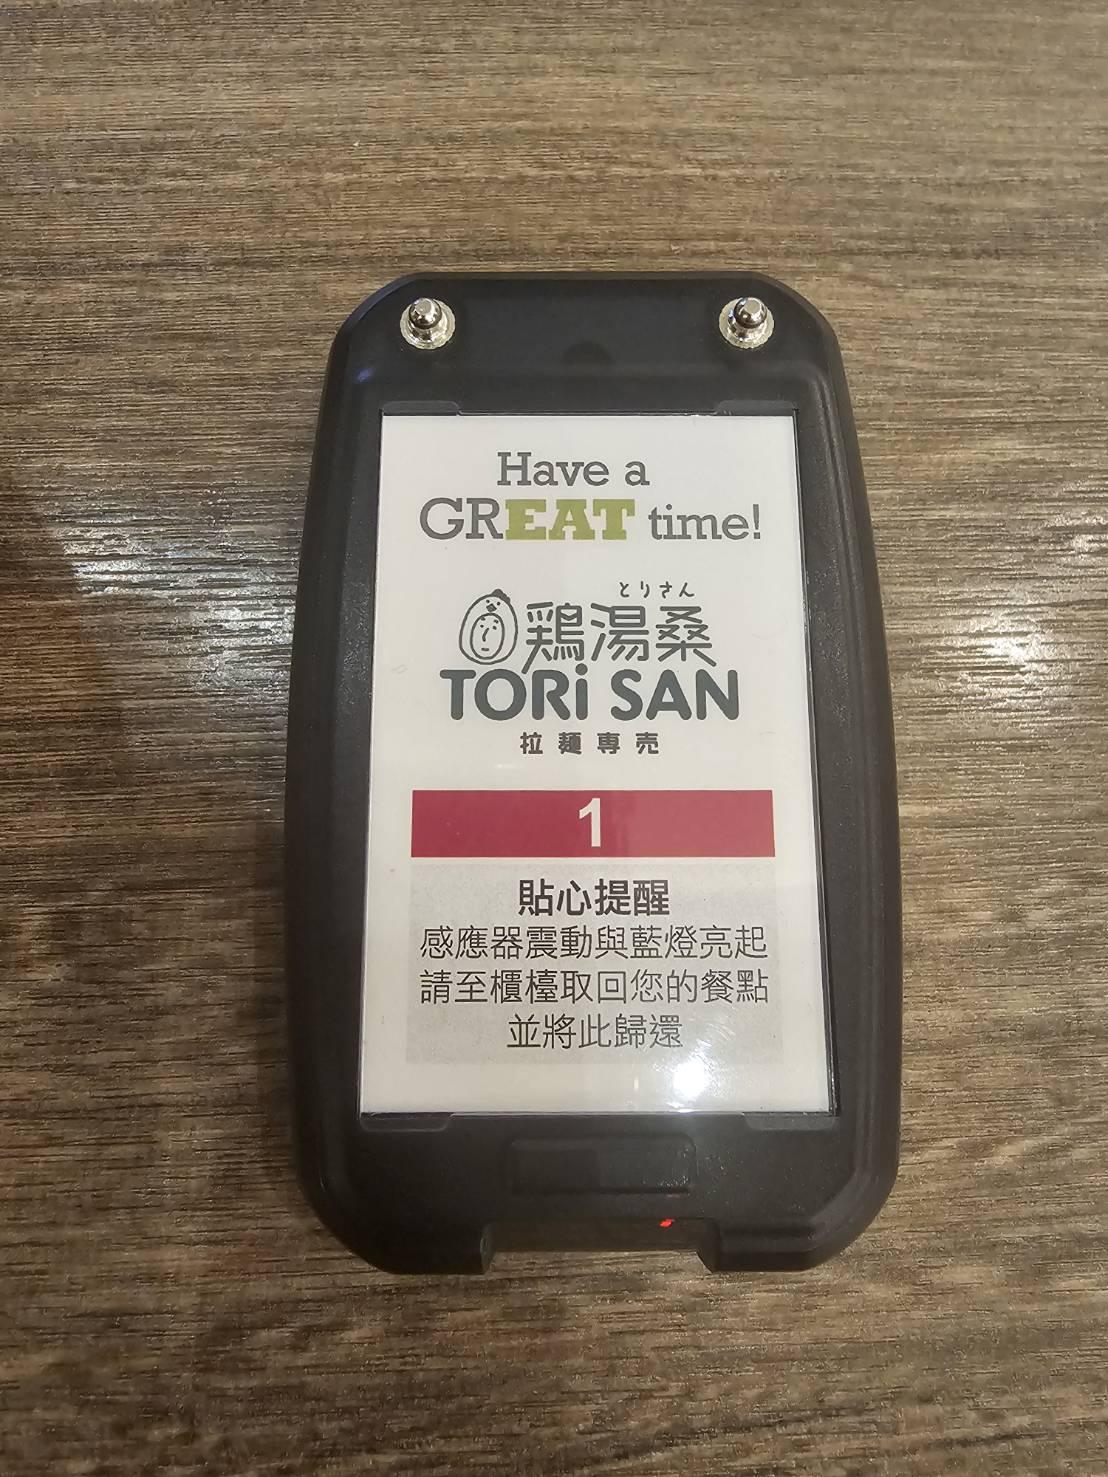 Have a
GREAT time!
とりさん
鶏湯桑
TORi SAN
拉麺専売
1
貼心提醒
感應器震動與藍燈亮起
請至櫃檯取回您的餐點
並將此歸還